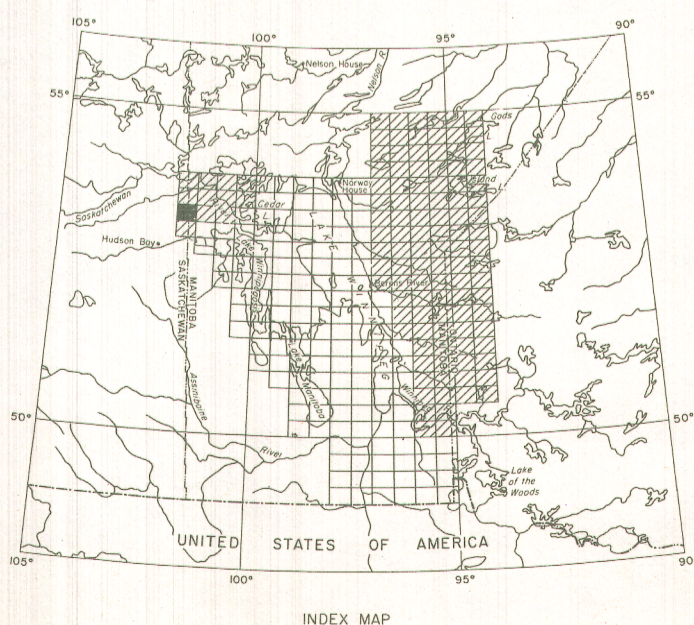 105°
100°
95°
90°
Nelson House
Nelson R
55°
55°
Gods
L
Norway
House
Island
L
Cedar
L
Saskatchewan
Hudson Bay
LAKE
WINNIPEG
Lake
Winnipegosis
Berens River
MANITOBA
SASKATCHEWAN
ONTARIO
MANITOBA
Lake
Manitoba
Winnipeg
Assiniboine
River
50°
50°
Lake
of the
Woods
UNITED STATES OF AMERICA
105°
100°
95°
90
INDEX MAP